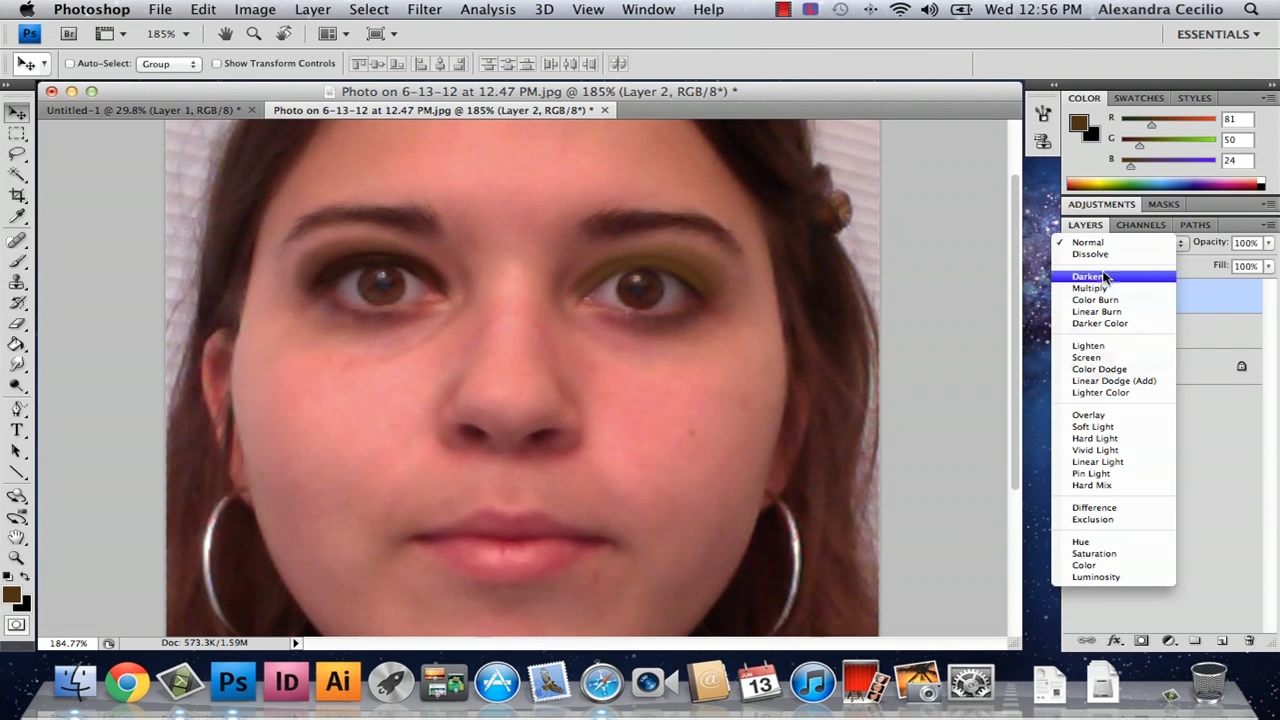 Photoshop File Edit Image Layer Select Filter Analysis 3D View Window Help Wed 12:56 PM Alexandra Cecilio
Ps Br 185% ESSENTIALS
Auto-Select: Group Show Transform Controls
Photo on 6-13-12 at 12.47 PM.jpg @ 185% (Layer 2, RGB/8*) *
Untitled-1 @ 29.8% (Layer 1, RGB/8) * Photo on 6-13-12 at 12.47 PM.jpg @ 185% (Layer 2, RGB/8*) *
COLOR SWATCHES STYLES
R 81
G 50
B 24
ADJUSTMENTS MASKS
LAYERS CHANNELS PATHS
Opacity: 100%
Fill: 100%
Normal
Dissolve
Darken
Multiply
Color Burn
Linear Burn
Darker Color
Lighten
Screen
Color Dodge
Linear Dodge (Add)
Lighter Color
Overlay
Soft Light
Hard Light
Vivid Light
Linear Light
Pin Light
Hard Mix
Difference
Exclusion
Hue
Saturation
Color
Luminosity
184.77% Doc: 573.3K/1.59M
fx
T
Ps ID Ai JUN 13